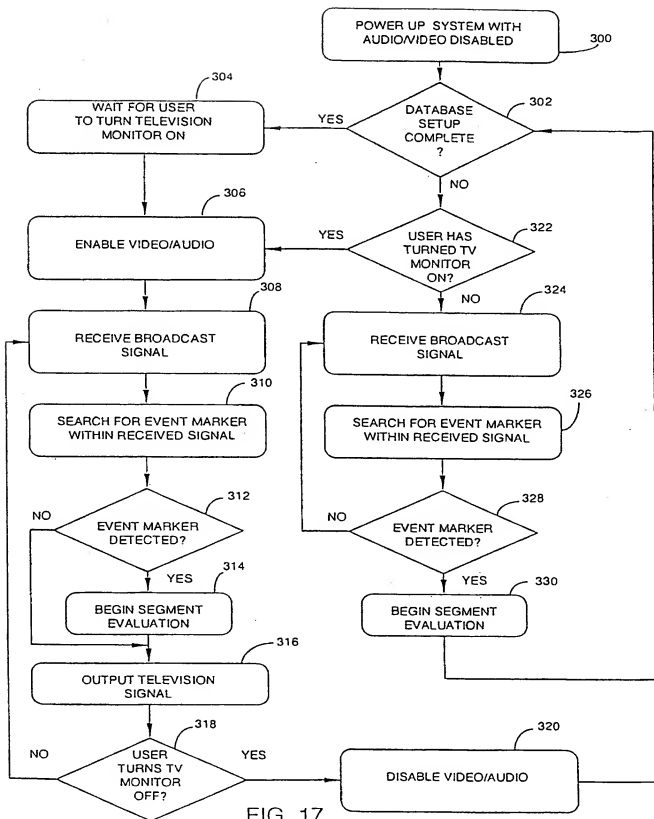 POWER UP SYSTEM WITH
AUDIO/VIDEO DISABLED
300
304
WAIT FOR USER
TO TURN TELEVISION
MONITOR ON
YES
302
DATABASE
SETUP
COMPLETE
?
NO
306
ENABLE VIDEO/AUDIO
YES
322
USER HAS
TURNED TV
MONITOR
ON?
NO
308
RECEIVE BROADCAST
SIGNAL
324
RECEIVE BROADCAST
SIGNAL
310
SEARCH FOR EVENT MARKER
WITHIN RECEIVED SIGNAL
326
SEARCH FOR EVENT MARKER
WITHIN RECEIVED SIGNAL
NO
312
EVENT MARKER
DETECTED?
YES
NO
328
EVENT MARKER
DETECTED?
YES
314
BEGIN SEGMENT
EVALUATION
330
BEGIN SEGMENT
EVALUATION
316
OUTPUT TELEVISION
SIGNAL
NO
318
USER
TURNS TV
MONITOR
OFF?
YES
320
DISABLE VIDEO/AUDIO
FIG. 17